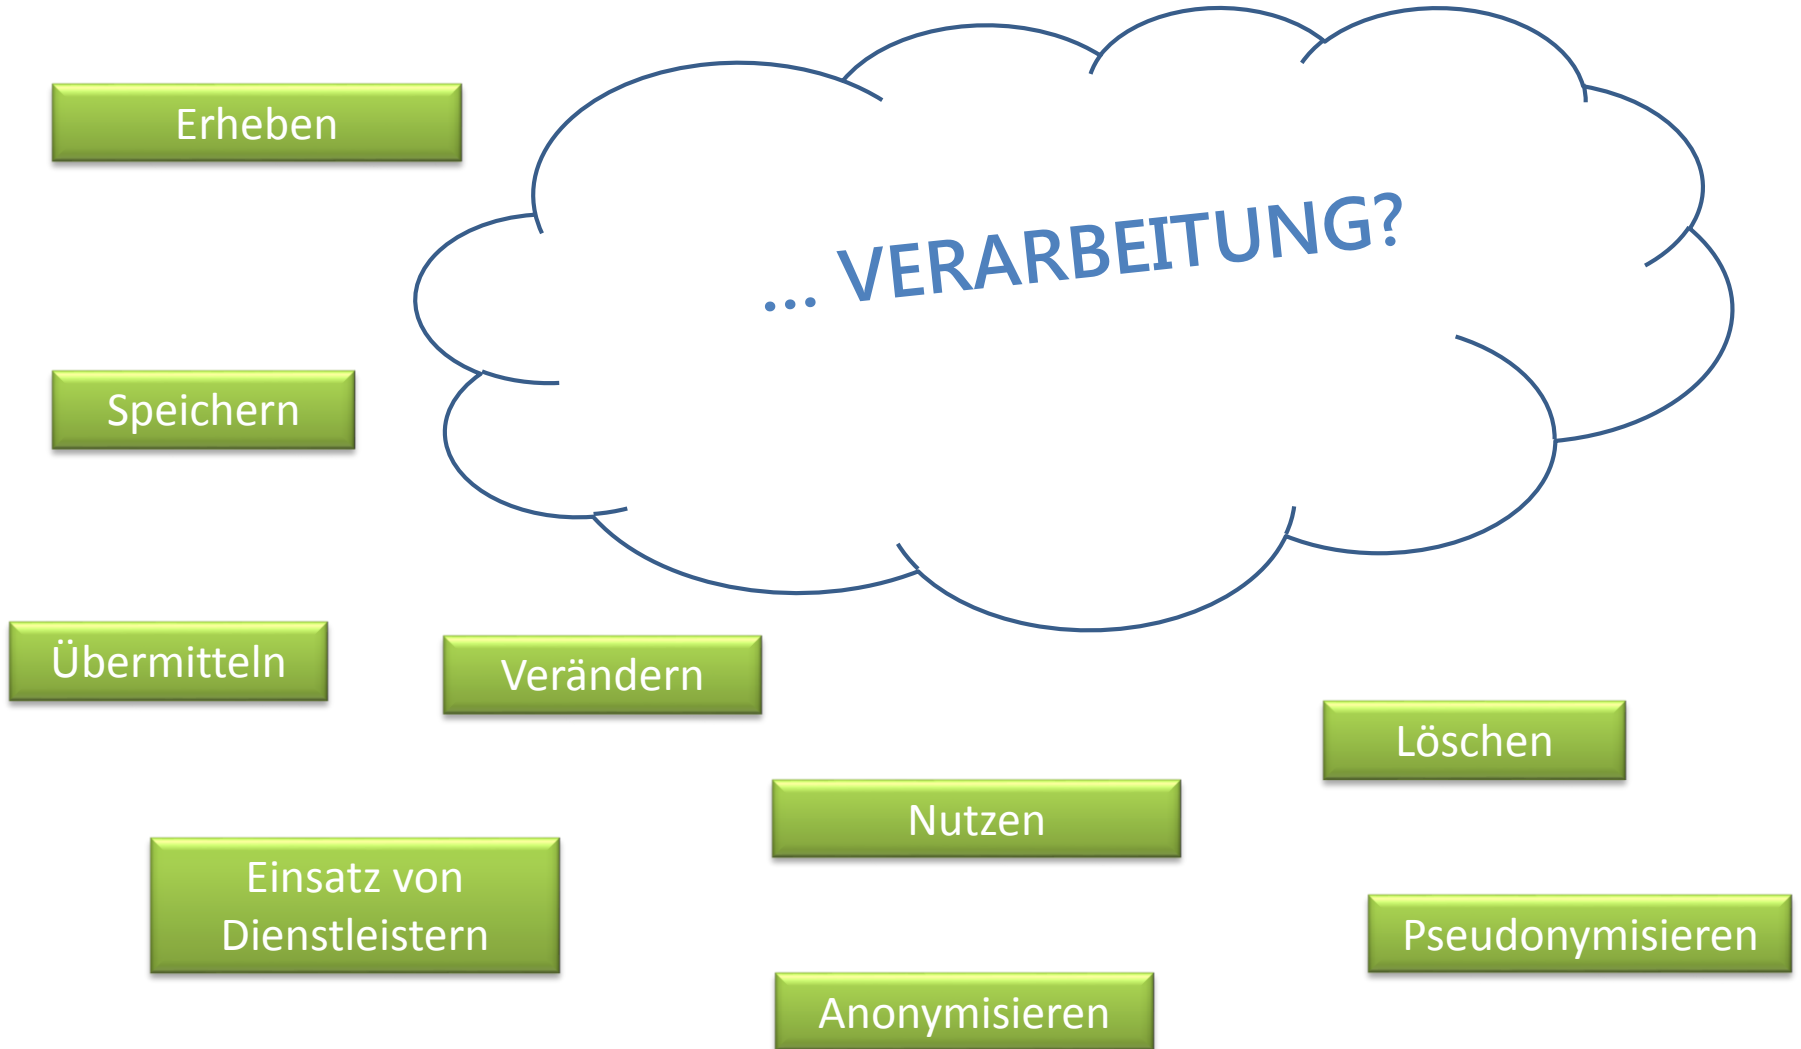 Erheben
... VERARBEITUNG?
Speichern
Übermitteln
Verändern
Löschen
Nutzen
Einsatz von
Dienstleistern
Pseudonymisieren
Anonymisieren